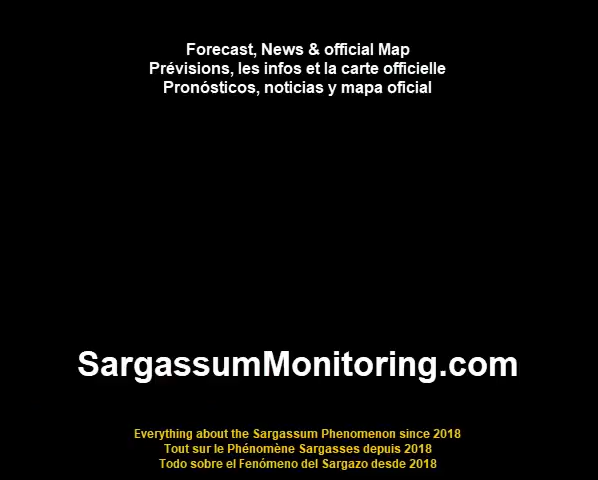 Forecast, News & official Map
Prévisions, les infos et la carte officielle
Pronósticos, noticias y mapa oficial
SargassumMonitoring.com
Everything about the Sargassum Phenomenon since 2018
Tout sur le Phénomène Sargasses depuis 2018
Todo sobre el Fenómeno del Sargazo desde 2018